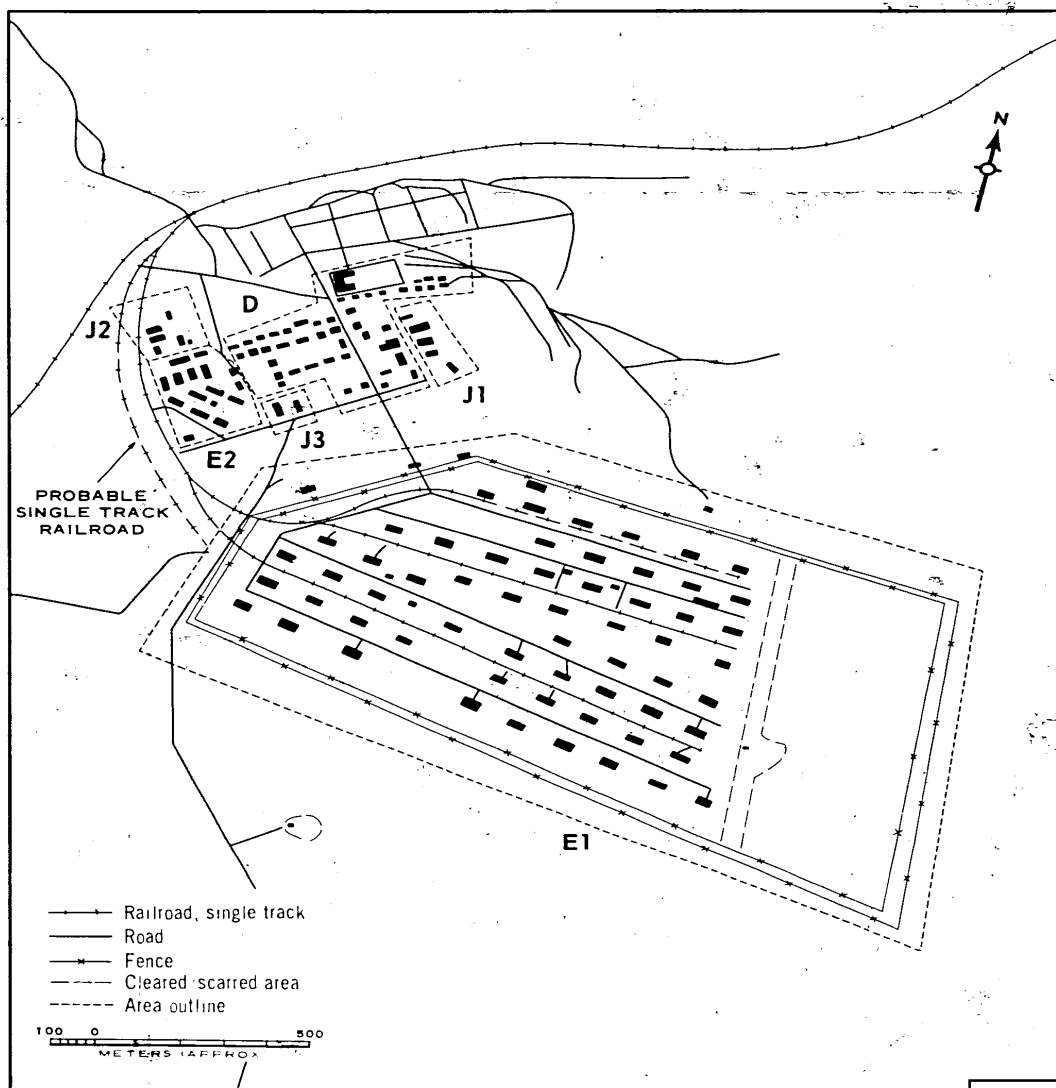 N
D
J2
J1
J3
E2
PROBABLE
SINGLE TRACK
RAILROAD
E1
Railroad, single track
Road
Fence
Cleared scarred area
Area outline
100 0 500
METERS (APPROX)